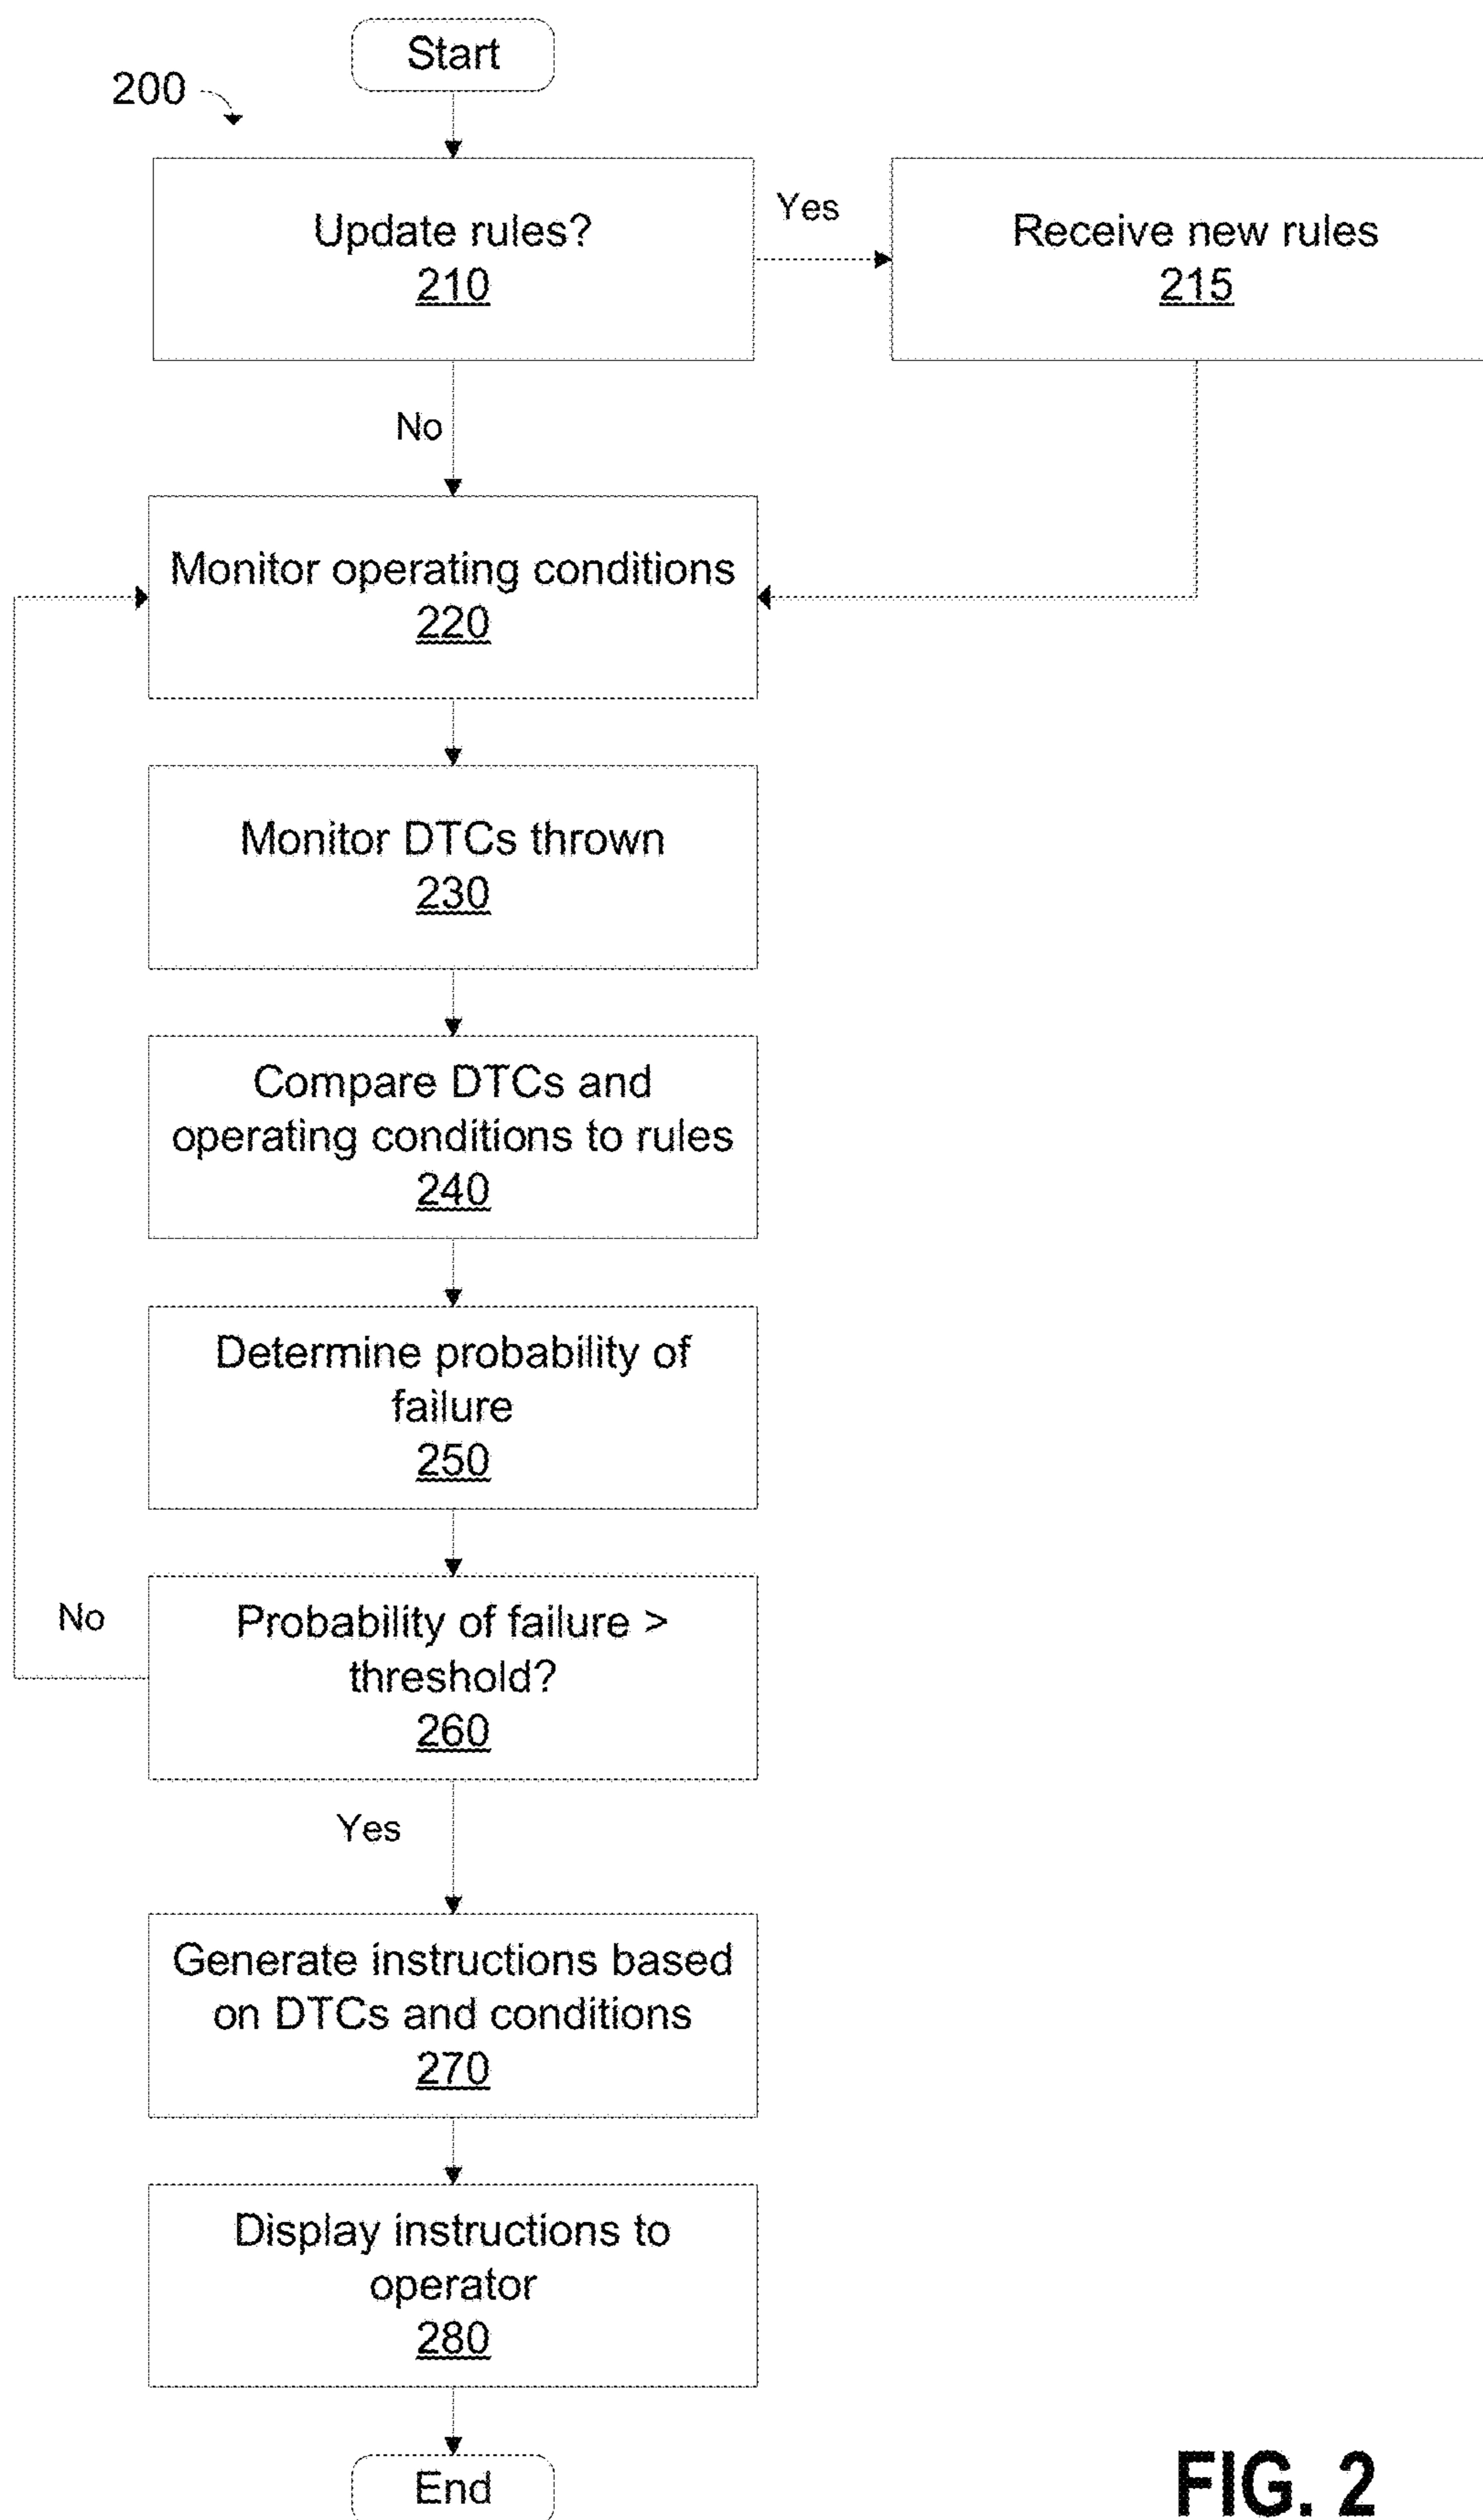 Start
200
Update rules?
210
Yes
Receive new rules
215
No
Monitor operating conditions
220
Monitor DTCs thrown
230
Compare DTCs and
operating conditions to rules
240
Determine probability of
failure
250
No
Probability of failure >
threshold?
260
Yes
Generate instructions based
on DTCs and conditions
270
Display instructions to
operator
280
End
FIG. 2